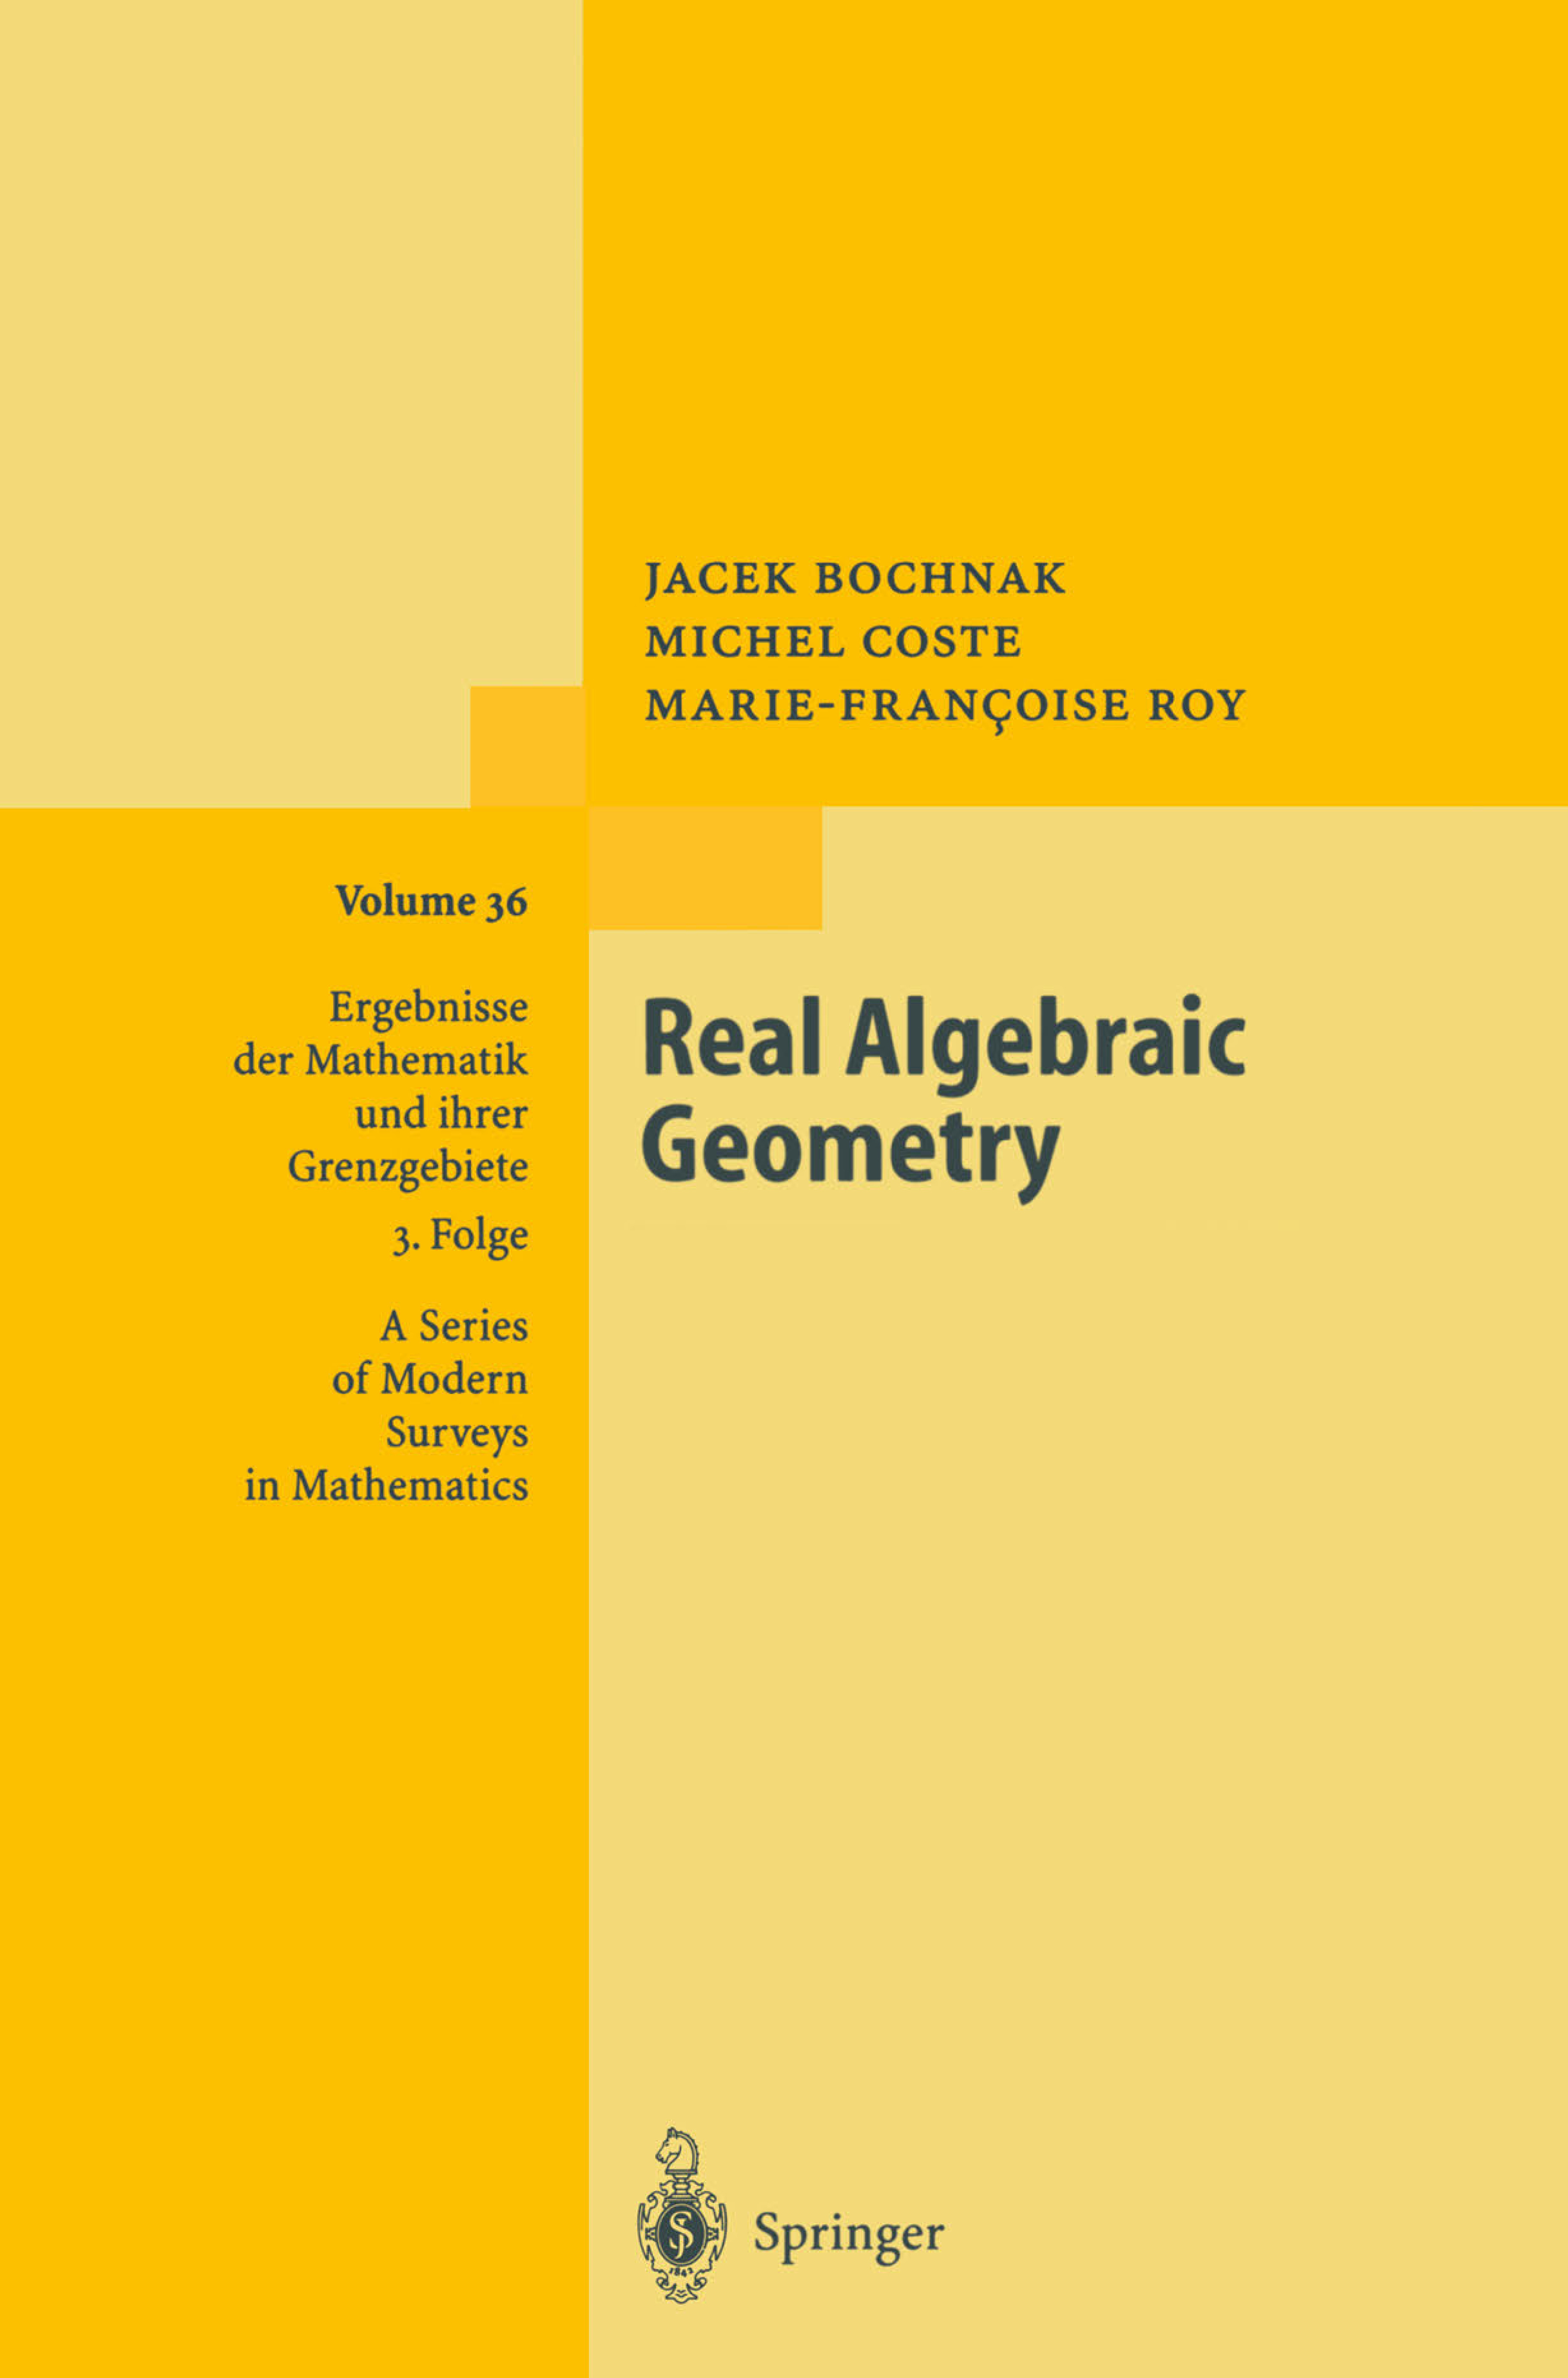 JACEK BOCHNAK
MICHEL COSTE
MARIE-FRANÇOISE ROY
Volume 36
Ergebnisse
der Mathematik
und ihrer
Grenzgebiete
3. Folge
A Series
of Modern
Surveys
in Mathematics
Real Algebraic
Geometry
S
1842
Springer